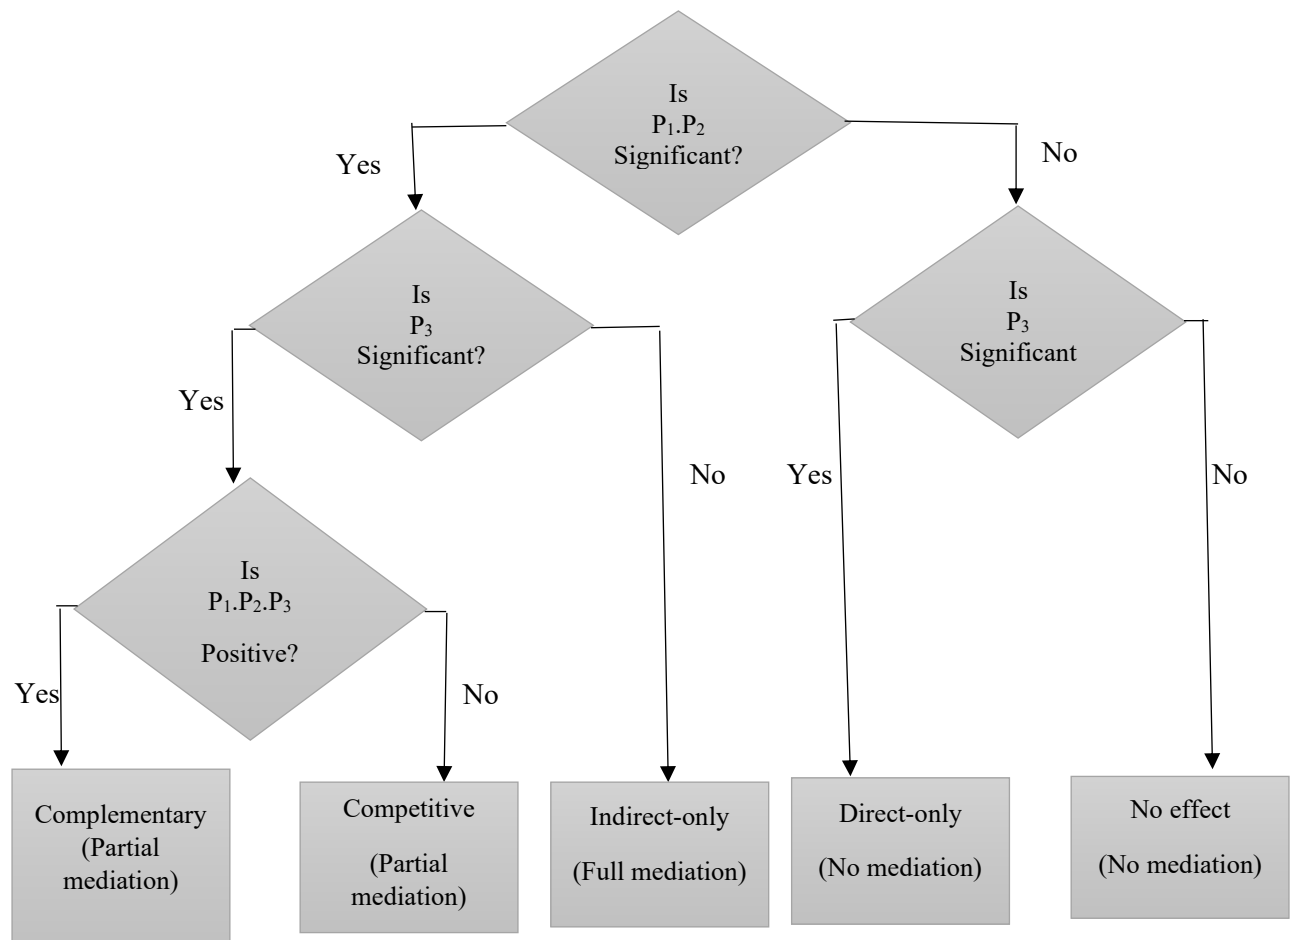 Is
P₁.P₂
Significant?
Yes
No
Is
P₃
Significant?
Is
P₃
Significant
Yes
No
Yes
No
Is
P₁.P₂.P₃
Positive?
Yes
No
Complementary
(Partial
mediation)
Competitive
(Partial
mediation)
Indirect-only
(Full mediation)
Direct-only
(No mediation)
No effect
(No mediation)